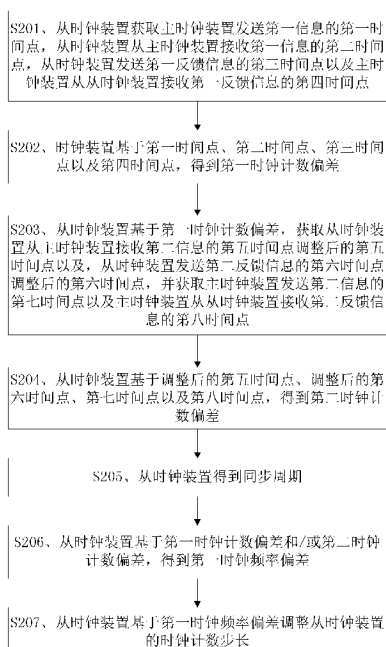 S201、从时钟装置获取主时钟装置发送第一信息的第一时
间点，从时钟装置从主时钟装置接收第一信息的第二时间
点，从时钟装置发送第一反馈信息的第三时间点以及主时
钟装置从从时钟装置接收第一反馈信息的第四时间点
S202、时钟装置基于第一时间点、第二时间点、第三时间
点以及第四时间点，得到第一时钟计数偏差
S203、从时钟装置基于第一时钟计数偏差，获取从时钟装
置从主时钟装置接收第二信息的第五时间点调整后的第五
时间点以及，从时钟装置发送第二反馈信息的第六时间点
调整后的第六时间点，并获取主时钟装置发送第二信息的
第七时间点以及主时钟装置从从时钟装置接收第二反馈信
息的第八时间点
S204、从时钟装置基于调整后的第五时间点、调整后的第
六时间点、第七时间点以及第八时间点，得到第二时钟计
数偏差
S205、从时钟装置得到同步周期
S206、从时钟装置基于第一时钟计数偏差和/或第二时钟
计数偏差，得到第一时钟频率偏差
S207、从时钟装置基于第一时钟频率偏差调整从时钟装置
的时钟计数步长